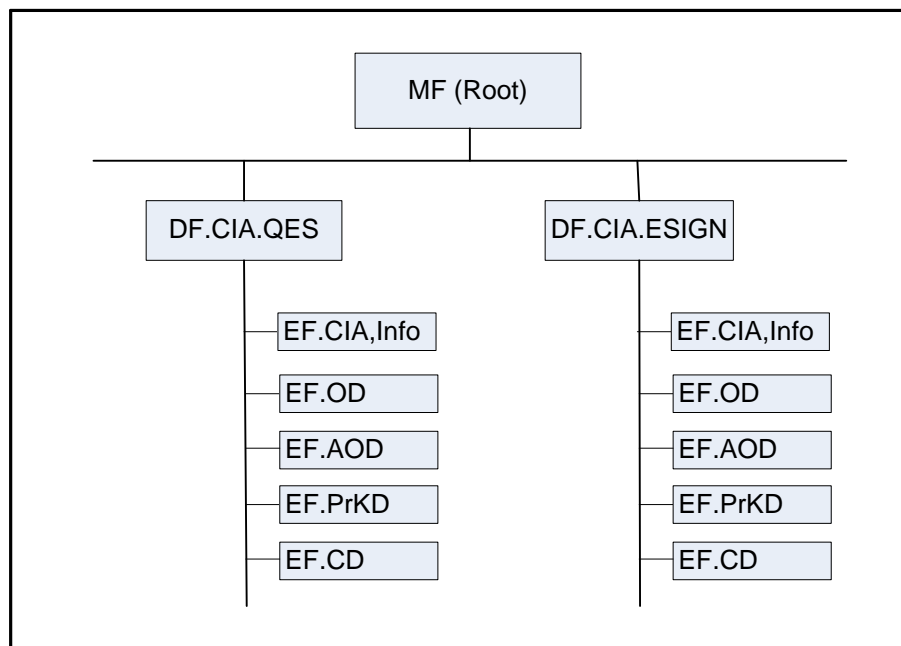 MF (Root)
DF.CIA.QES
DF.CIA.ESIGN
EF.CIA,Info
EF.OD
EF.AOD
EF.PrKD
EF.CD
EF.CIA,Info
EF.OD
EF.AOD
EF.PrKD
EF.CD